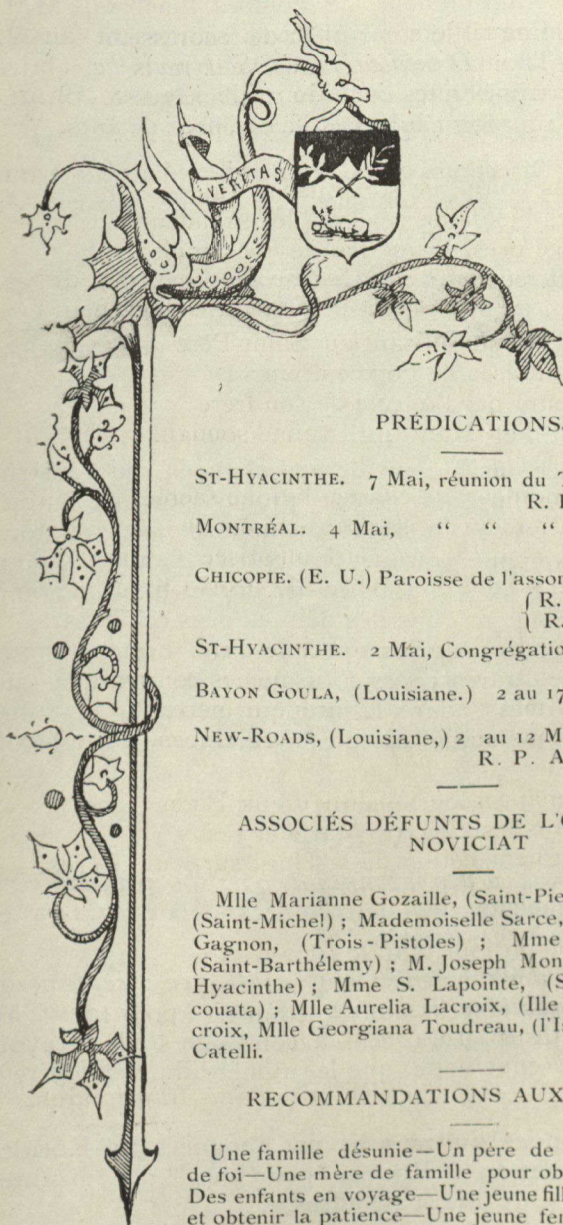 VERITAS
PRÉDICATIONS
ST-HYACINTHE. 7 Mai, réunion du
R.
MONTRÉAL. 4 Mai, “ “ “
CHICOPIE. (E. U.) Paroisse de l'assom
{ R.
{ R.
ST-HYACINTHE. 2 Mai, Congrégatio
BAYON GOULA, (Louisiane.) 2 au 17
NEW-ROADS, (Louisiane,) 2 au 12 M
R. P. A
ASSOCIÉS DÉFUNTS DE L'
NOVICIAT
Mlle Marianne Gozaille, (Saint-Pie
(Saint-Michel) ; Mademoiselle Sarce,
Gagnon, (Trois-Pistoles) ; Mme
(Saint-Barthélemy) ; M. Joseph Mon
Hyacinthe) ; Mme S. Lapointe, (S
couata) ; Mlle Aurelia Lacroix, (Ille
croix, Mlle Georgiana Toudreau, (l'I
Catelli.
RECOMMANDATIONS AUX
Une famille désunie—Un père de
de foi—Une mère de famille pour ob
Des enfants en voyage—Une jeune fill
et obtenir la patience—Une jeune fe